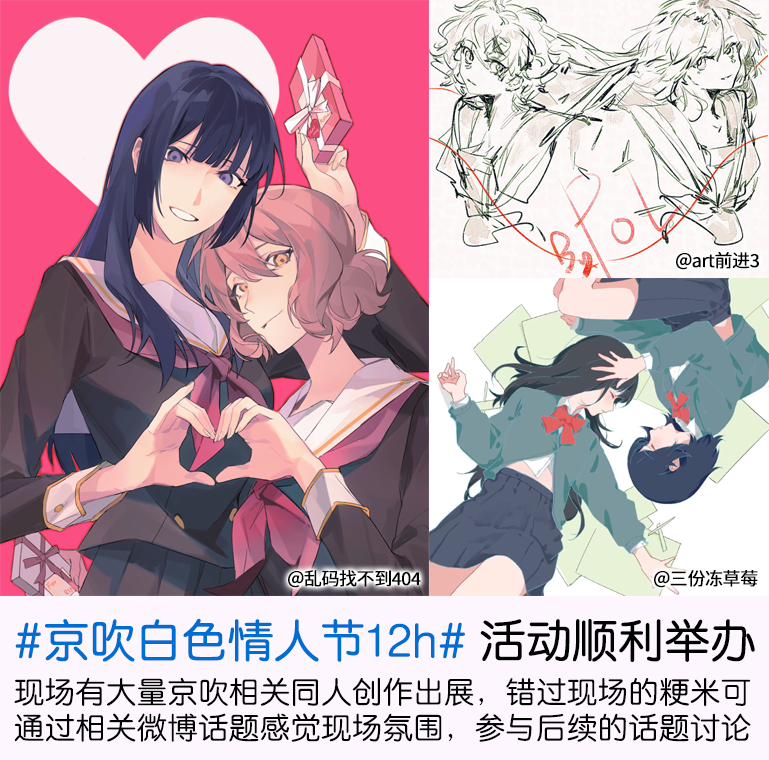 By Pol
@art前进3
@乱码找不到404
@三份冻草莓
#京吹白色情人节12h# 活动顺利举办
现场有大量京吹相关同人创作出展，错过现场的粳米可
通过相关微博话题感觉现场氛围，参与后续的话题讨论